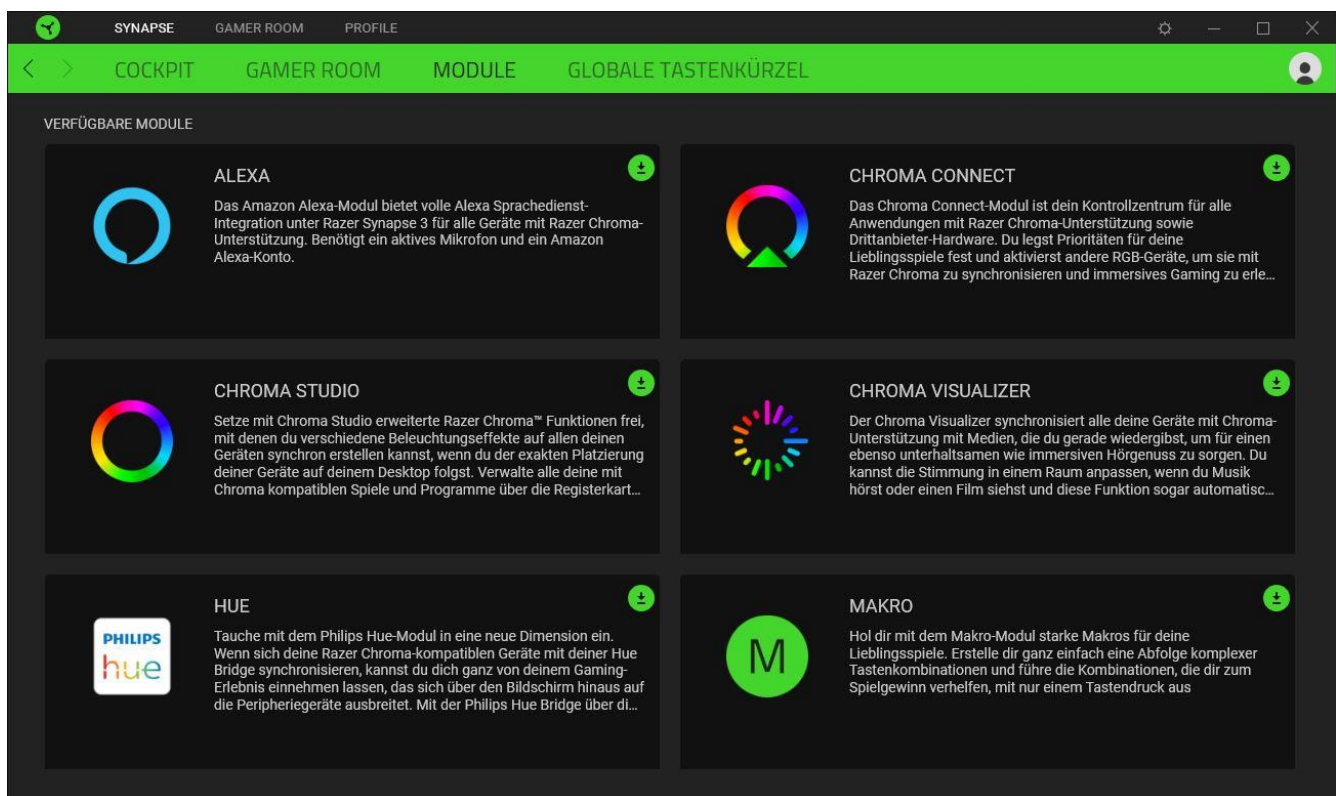 SYNAPSE GAMER ROOM PROFILE
COCKPIT GAMER ROOM MODULE GLOBALE TASTENKÜRZEL
VERFÜGBARE MODULE
ALEXA
Das Amazon Alexa-Modul bietet volle Alexa Sprachedienst-
Integration unter Razer Synapse 3 für alle Geräte mit Razer Chroma-
Unterstützung. Benötigt ein aktives Mikrofon und ein Amazon
Alexa-Konto.
CHROMA CONNECT
Das Chroma Connect-Modul ist dein Kontrollzentrum für alle
Anwendungen mit Razer Chroma-Unterstützung sowie
Drittanbieter-Hardware. Du legst Prioritäten für deine
Lieblingsspiele fest und aktivierst andere RGB-Geräte, um sie mit
Razer Chroma zu synchronisieren und immersives Gaming zu erle...
CHROMA STUDIO
Setze mit Chroma Studio erweiterte Razer Chroma™ Funktionen frei,
mit denen du verschiedene Beleuchtungseffekte auf allen deinen
Geräten synchron erstellen kannst, wenn du der exakten Platzierung
deiner Geräte auf deinem Desktop folgst. Verwalte alle deine mit
Chroma kompatiblen Spiele und Programme über die Registerkart...
CHROMA VISUALIZER
Der Chroma Visualizer synchronisiert alle deine Geräte mit Chroma-
Unterstützung mit Medien, die du gerade wiedergibst, um für einen
ebenso unterhaltsamen wie immersiven Hörgenuss zu sorgen. Du
kannst die Stimmung in einem Raum anpassen, wenn du Musik
hörst oder einen Film siehst und diese Funktion sogar automatisc...
PHILIPS
hue
HUE
Tauche mit dem Philips Hue-Modul in eine neue Dimension ein.
Wenn sich deine Razer Chroma-kompatiblen Geräte mit deiner Hue
Bridge synchronisieren, kannst du dich ganz von deinem Gaming-
Erlebnis einnehmen lassen, das sich über den Bildschirm hinaus auf
die Peripheriegeräte ausbreitet. Mit der Philips Hue Bridge über di...
M
MAKRO
Hol dir mit dem Makro-Modul starke Makros für deine
Lieblingsspiele. Erstelle dir ganz einfach eine Abfolge komplexer
Tastenkombinationen und führe die Kombinationen, die dir zum
Spielgewinn verhelfen, mit nur einem Tastendruck aus